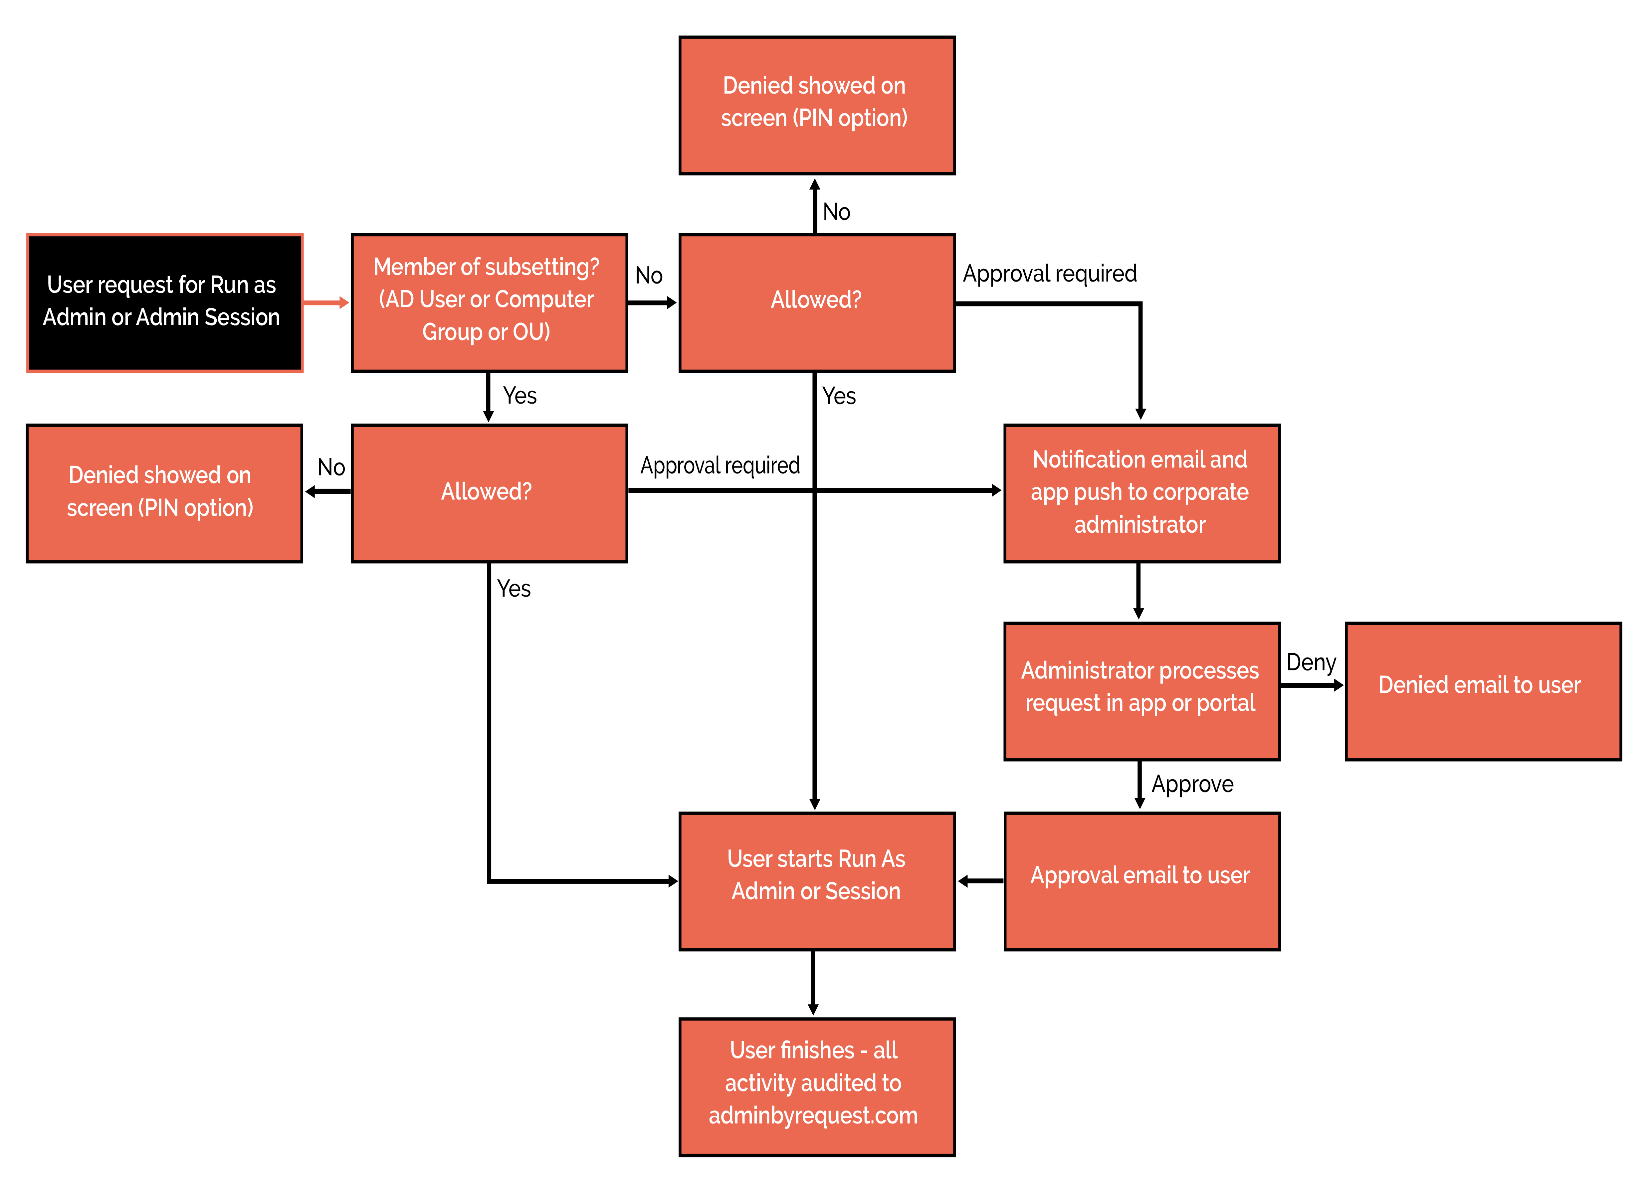 Denied showed on
screen (PIN option)
No
User request for Run as
Admin or Admin Session
Member of subsetting?
(AD User or Computer
Group or OU)
No
Allowed?
Approval required
Yes
Yes
Denied showed on
screen (PIN option)
No
Allowed?
Approval required
Notification email and
app push to corporate
administrator
Yes
Administrator processes
request in app or portal
Deny
Denied email to user
Approve
User starts Run As
Admin or Session
Approval email to user
User finishes - all
activity audited to
adminbyrequest.com